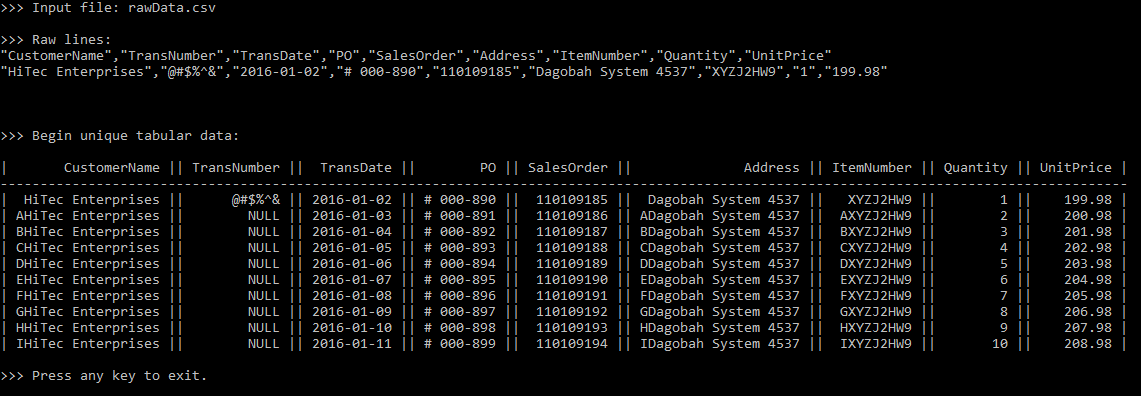 >>> Input file: rawData.csv
>>> Raw lines:
"CustomerName","TransNumber","TransDate","PO","SalesOrder","Address","ItemNumber","Quantity","UnitPrice"
"HiTec Enterprises","@#$%^&","2016-01-02","# 000-890","110109185","Dagobah System 4537","XYZJ2HW9","1","199.98"
>>> Begin unique tabular data:
|       CustomerName || TransNumber ||  TransDate ||        PO || SalesOrder ||              Address || ItemNumber || Quantity || UnitPrice |
---------------------------------------------------------------------------------------------------------------------------------------------
|  HiTec Enterprises ||      @#$%^& || 2016-01-02 || # 000-890 ||  110109185 ||  Dagobah System 4537 ||   XYZJ2HW9 ||        1 ||    199.98 |
| AHiTec Enterprises ||        NULL || 2016-01-03 || # 000-891 ||  110109186 || ADagobah System 4537 ||  AXYZJ2HW9 ||        2 ||    200.98 |
| BHiTec Enterprises ||        NULL || 2016-01-04 || # 000-892 ||  110109187 || BDagobah System 4537 ||  BXYZJ2HW9 ||        3 ||    201.98 |
| CHiTec Enterprises ||        NULL || 2016-01-05 || # 000-893 ||  110109188 || CDagobah System 4537 ||  CXYZJ2HW9 ||        4 ||    202.98 |
| DHiTec Enterprises ||        NULL || 2016-01-06 || # 000-894 ||  110109189 || DDagobah System 4537 ||  DXYZJ2HW9 ||        5 ||    203.98 |
| EHiTec Enterprises ||        NULL || 2016-01-07 || # 000-895 ||  110109190 || EDagobah System 4537 ||  EXYZJ2HW9 ||        6 ||    204.98 |
| FHiTec Enterprises ||        NULL || 2016-01-08 || # 000-896 ||  110109191 || FDagobah System 4537 ||  FXYZJ2HW9 ||        7 ||    205.98 |
| GHiTec Enterprises ||        NULL || 2016-01-09 || # 000-897 ||  110109192 || GDagobah System 4537 ||  GXYZJ2HW9 ||        8 ||    206.98 |
| HHiTec Enterprises ||        NULL || 2016-01-10 || # 000-898 ||  110109193 || HDagobah System 4537 ||  HXYZJ2HW9 ||        9 ||    207.98 |
| IHiTec Enterprises ||        NULL || 2016-01-11 || # 000-899 ||  110109194 || IDagobah System 4537 ||  IXYZJ2HW9 ||       10 ||    208.98 |
>>> Press any key to exit.